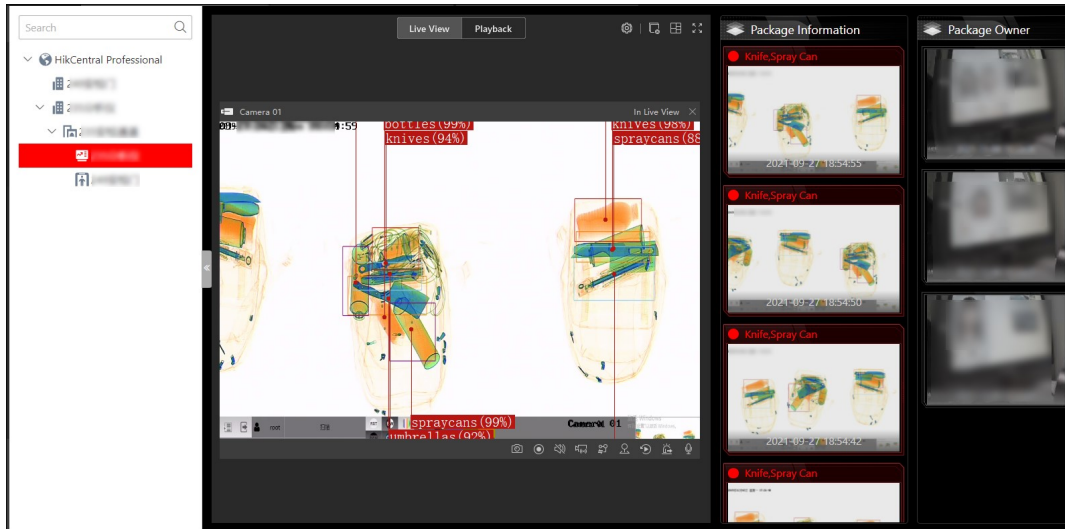 Search
HikCentral Professional
Live View
Playback
Camera 01
In Live View
bottles(99%)
knives(94%)
knives(98%)
spraycans(88
spraycans(99%)
umbrellas(92%)
root
Camera 01
Package Information
Knife,Spray Can
2021-09-27 18:54:55
Knife,Spray Can
2021-09-27 18:54:50
Knife,Spray Can
2021-09-27 18:54:42
Knife,Spray Can
Package Owner